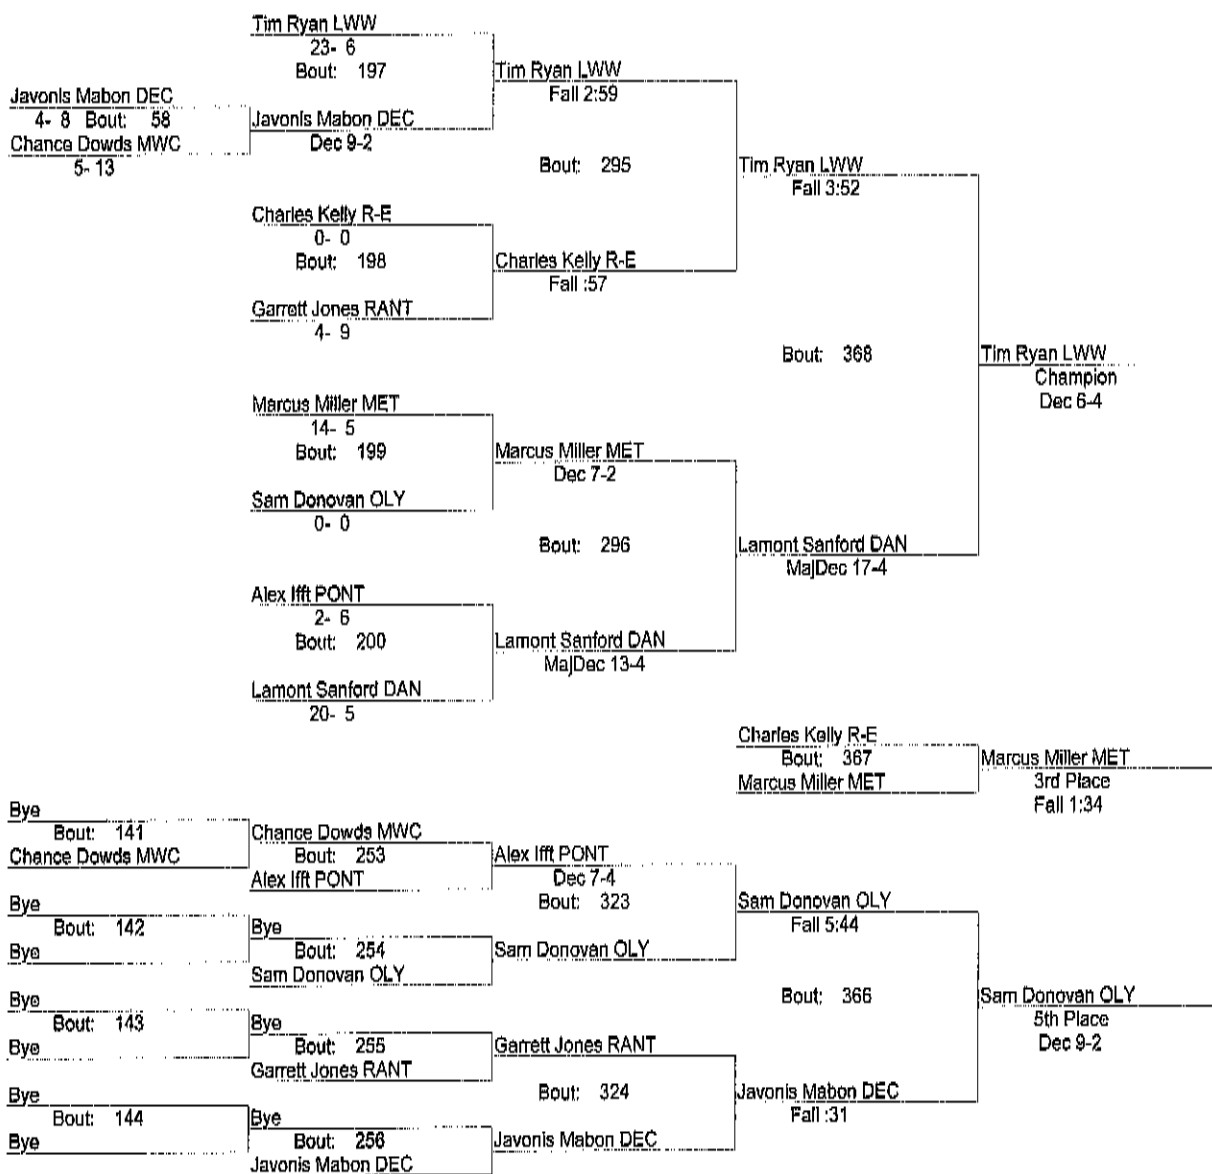 Tim Ryan LWW
23- 6
Bout: 197
Tim Ryan LWW
Fall 2:59
Javonis Mabon DEC
4- 8 Bout: 58
Chance Dowds MWC
5- 13
Javonis Mabon DEC
Dec 9-2
Bout: 295
Tim Ryan LWW
Fall 3:52
Charles Kelly R-E
0- 0
Bout: 198
Charles Kelly R-E
Fall :57
Garrett Jones RANT
4- 9
Bout: 368
Tim Ryan LWW
Champion
Dec 6-4
Marcus Miller MET
14- 5
Bout: 199
Marcus Miller MET
Dec 7-2
Sam Donovan OLY
0- 0
Bout: 296
Lamont Sanford DAN
MajDec 17-4
Alex Ifft PONT
2- 6
Bout: 200
Lamont Sanford DAN
MajDec 13-4
Lamont Sanford DAN
20- 5
Charles Kelly R-E
Bout: 367
Marcus Miller MET
Marcus Miller MET
3rd Place
Fall 1:34
Bye
Bout: 141
Chance Dowds MWC
Chance Dowds MWC
Bout: 253
Alex Ifft PONT
Alex Ifft PONT
Dec 7-4
Bout: 323
Sam Donovan OLY
Fall 5:44
Bye
Bout: 142
Bye
Bye
Bout: 254
Sam Donovan OLY
Sam Donovan OLY
Bout: 366
Sam Donovan OLY
5th Place
Dec 9-2
Bye
Bout: 143
Bye
Bye
Bout: 255
Garrett Jones RANT
Garrett Jones RANT
Bout: 324
Javonis Mabon DEC
Fall :31
Bye
Bout: 144
Bye
Bye
Bout: 256
Javonis Mabon DEC
Javonis Mabon DEC